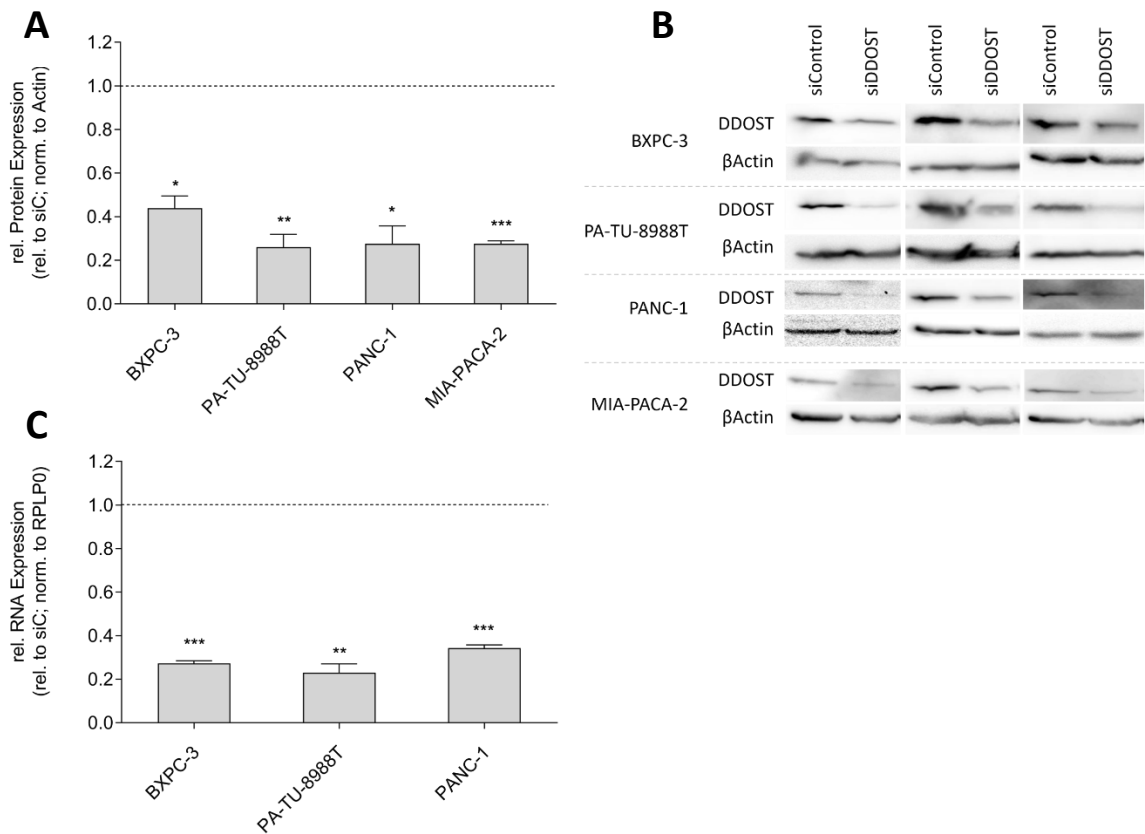 A
rel. Protein Expression
(rel. to siC; norm. to Actin)
1.2
1.0
0.8
0.6
0.4
0.2
0.0
*
**
*
***
BXPC-3
PA-TU-8988T
PANC-1
MIA-PACA-2
B
siControl
siDDOST
siControl
siDDOST
siControl
siDDOST
BXPC-3
DDOST
βActin
PA-TU-8988T
DDOST
βActin
PANC-1
DDOST
βActin
MIA-PACA-2
DDOST
βActin
C
rel. RNA Expression
(rel. to siC; norm. to RPLP0)
1.2
1.0
0.8
0.6
0.4
0.2
0.0
***
**
***
BXPC-3
PA-TU-8988T
PANC-1